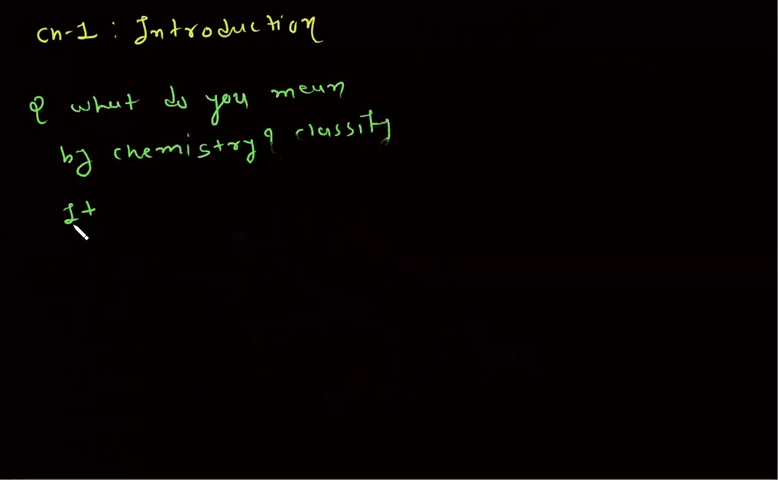 Ch-1 : Introduction
Q what do you mean
by chemistry? classify
It